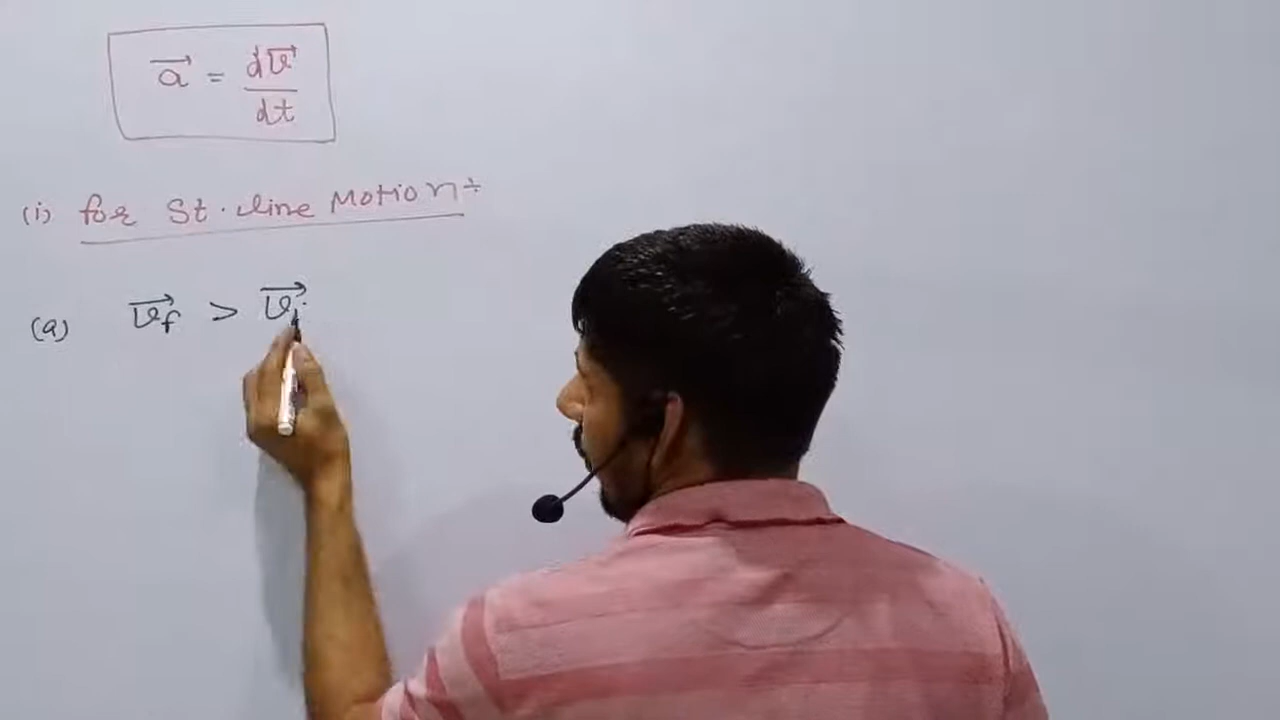 a⃗ = dv⃗/dt
(i) for St. line Motion ÷
(a) v⃗f > v⃗i